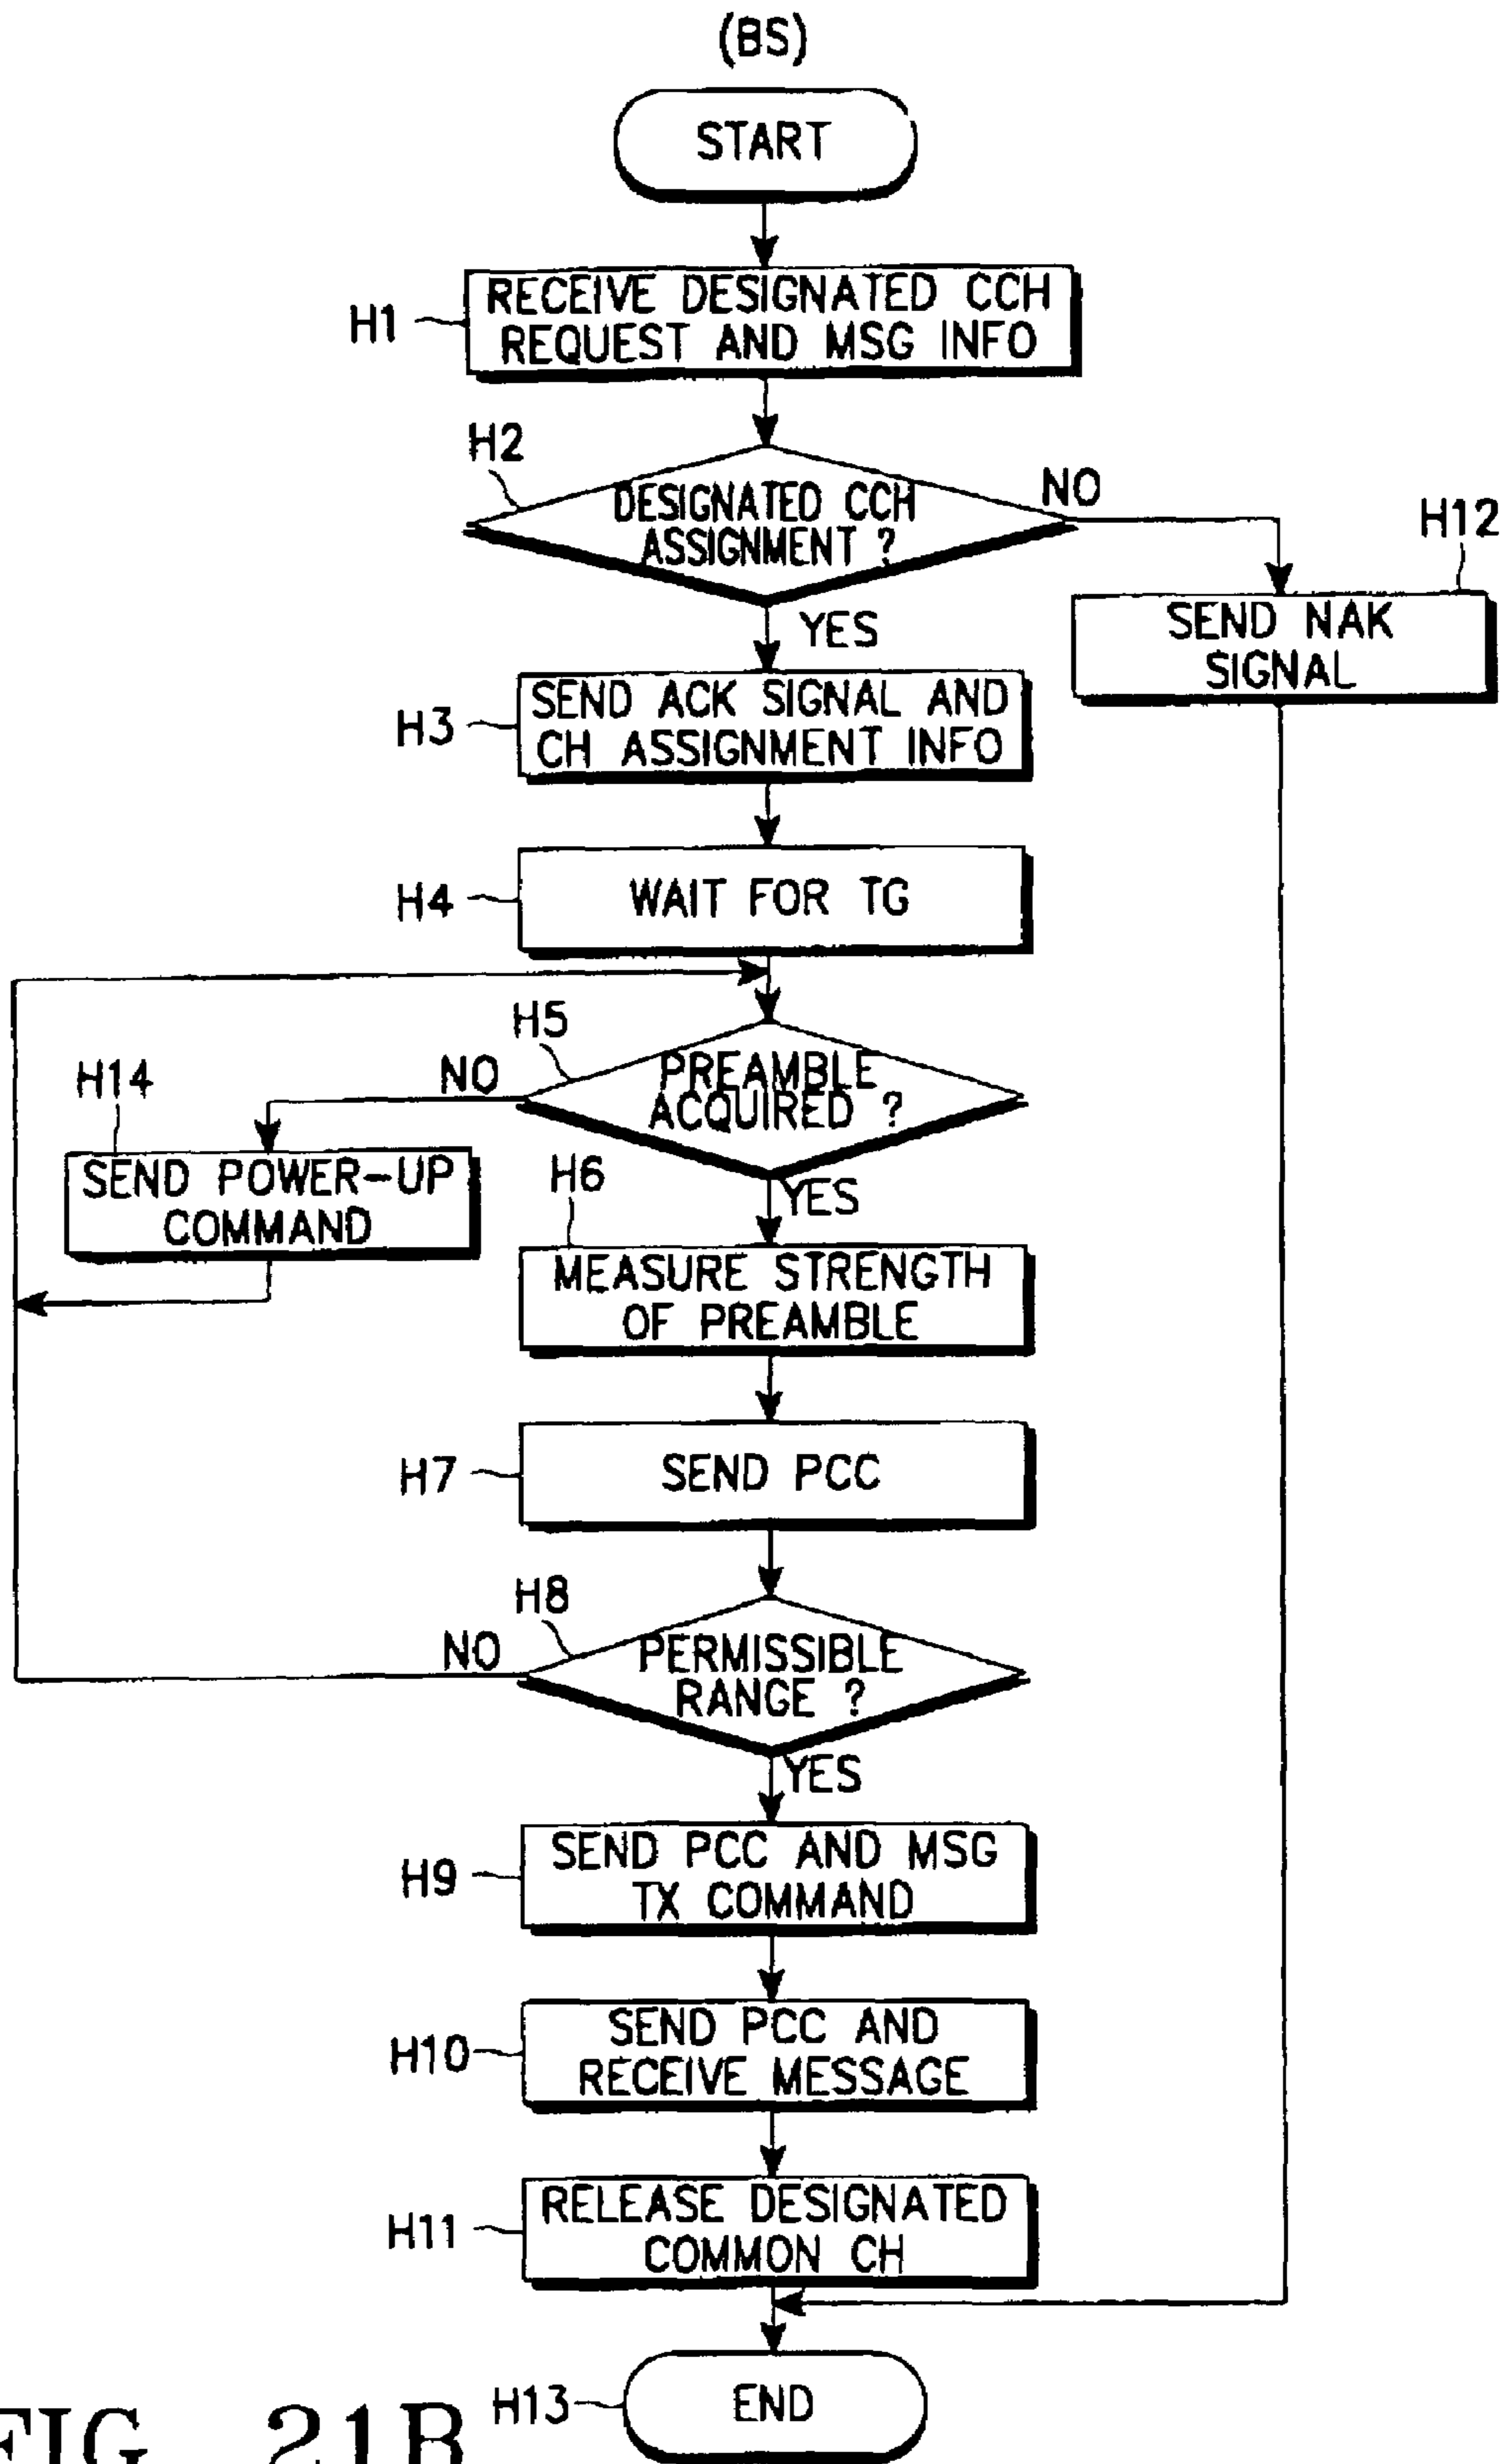 (BS)
START
H1
RECEIVE DESIGNATED CCH
REQUEST AND MSG INFO
H2
DESIGNATED CCH
ASSIGNMENT ?
NO
H12
SEND NAK
SIGNAL
YES
H3
SEND ACK SIGNAL AND
CH ASSIGNMENT INFO
H4
WAIT FOR TG
H5
PREAMBLE
ACQUIRED ?
NO
H14
SEND POWER-UP
COMMAND
YES
H6
MEASURE STRENGTH
OF PREAMBLE
H7
SEND PCC
H8
PERMISSIBLE
RANGE ?
NO
YES
H9
SEND PCC AND MSG
TX COMMAND
H10
SEND PCC AND
RECEIVE MESSAGE
H11
RELEASE DESIGNATED
COMMON CH
H13
END
FIG. 21B